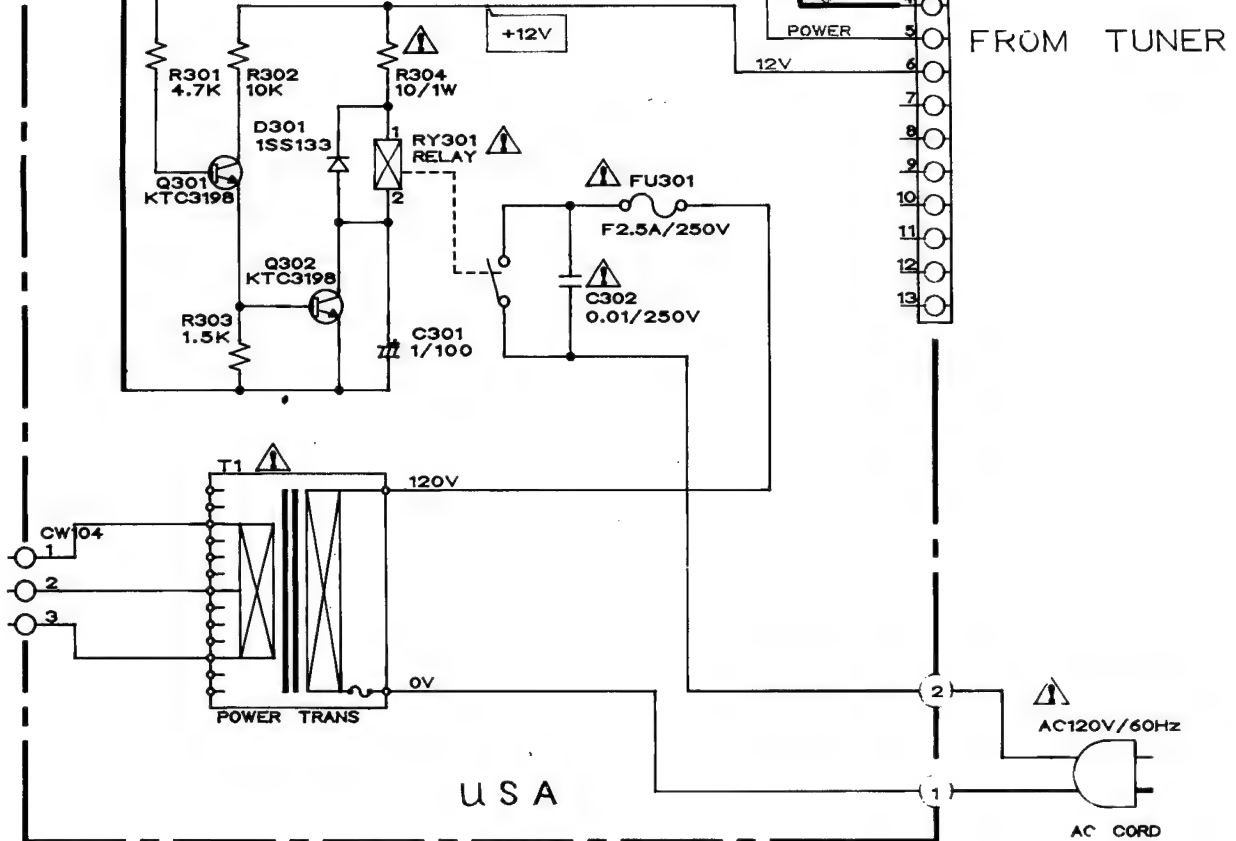 +12V
POWER
5
FROM TUNER
12V
6
R301
4.7K
R302
10K
R304
10/1W
7
D301
1SS133
1
RY301
RELAY
8
Q301
KTC3198
2
FU301
9
F2.5A/250V
10
11
Q302
KTC3198
12
C302
0.01/250V
13
R303
1.5K
C301
1/100
T1
120V
CW104
1
2
3
0V
POWER TRANS
2
AC120V/60Hz
USA
1
AC CORD